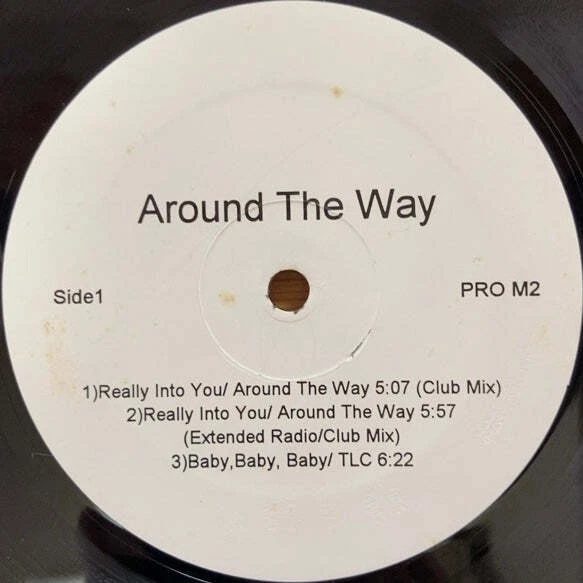 Around The Way
Side1
PRO M2
1)Really Into You/ Around The Way 5:07 (Club Mix)
2)Really Into You/ Around The Way 5:57
(Extended Radio/Club Mix)
3)Baby,Baby, Baby/ TLC 6:22